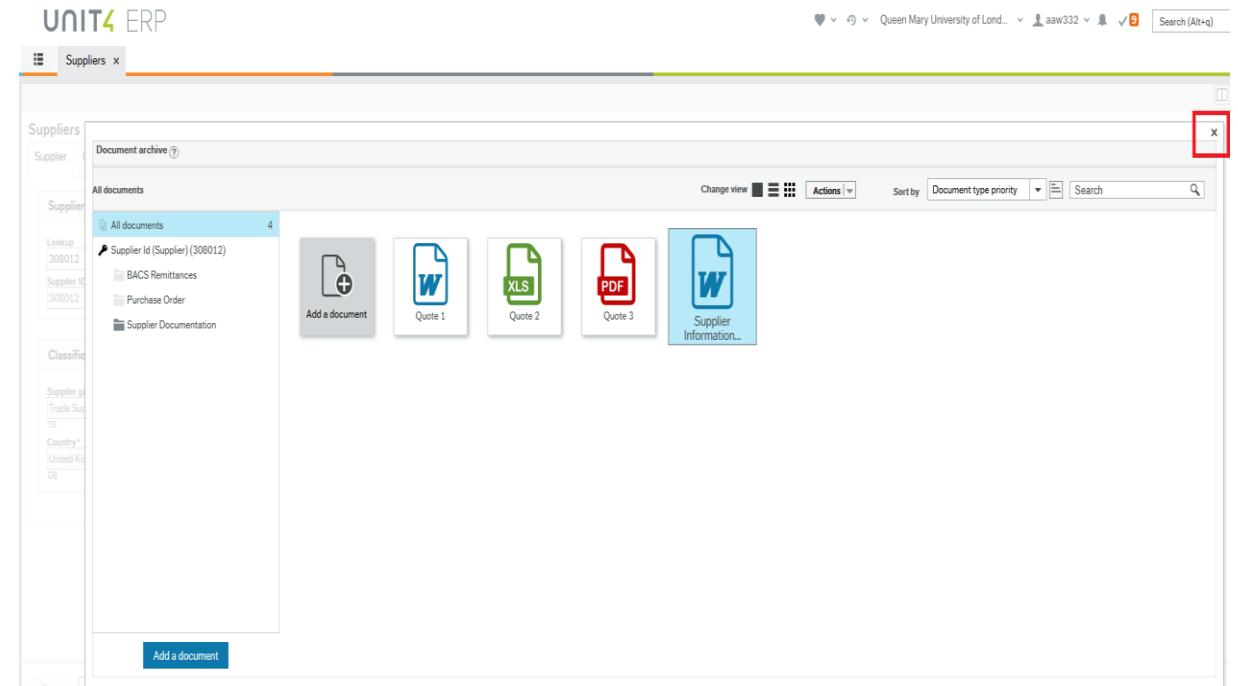 UNIT4 ERP
Queen Mary University of Lond... aaw332 9 Search (Alt+q)
Suppliers x
Suppliers
x
Supplier
Document archive ?
All documents
Change view Actions Sort by Document type priority Search
Supplier
All documents 4
Lookup
308012
Supplier Id (Supplier) (308012)
BACS Remittances
Supplier ID
308012
Purchase Order
Supplier Documentation
Add a document
W
Quote 1
XLS
Quote 2
PDF
Quote 3
W
Supplier
Information...
Classific
Supplier g
Trade Sup
75
Country*
United Ki
GB
Add a document